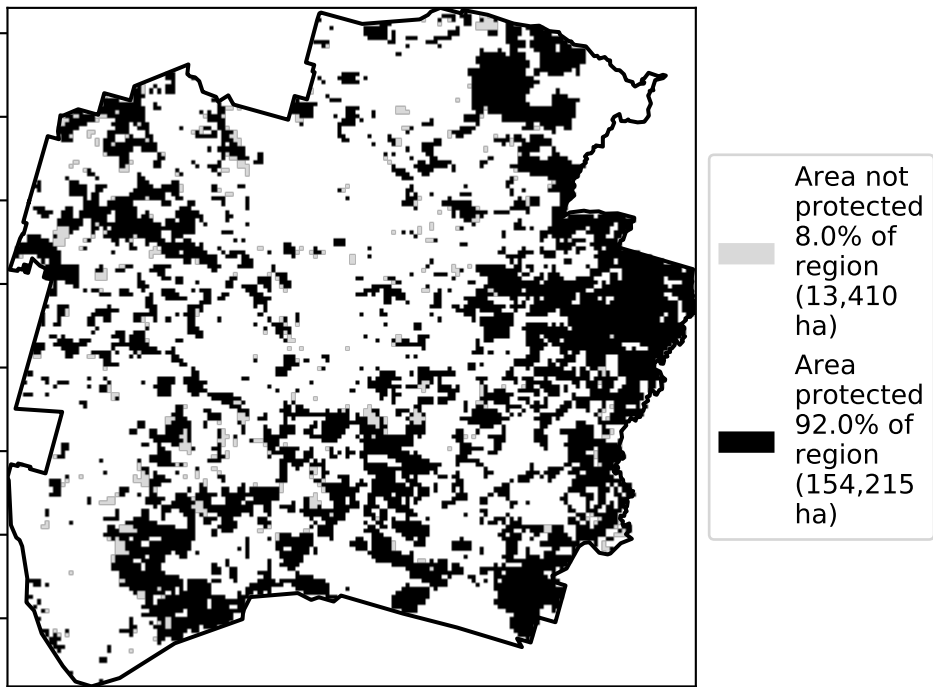 Area not
protected
8.0% of
region
(13,410
ha)
Area
protected
92.0% of
region
(154,215
ha)